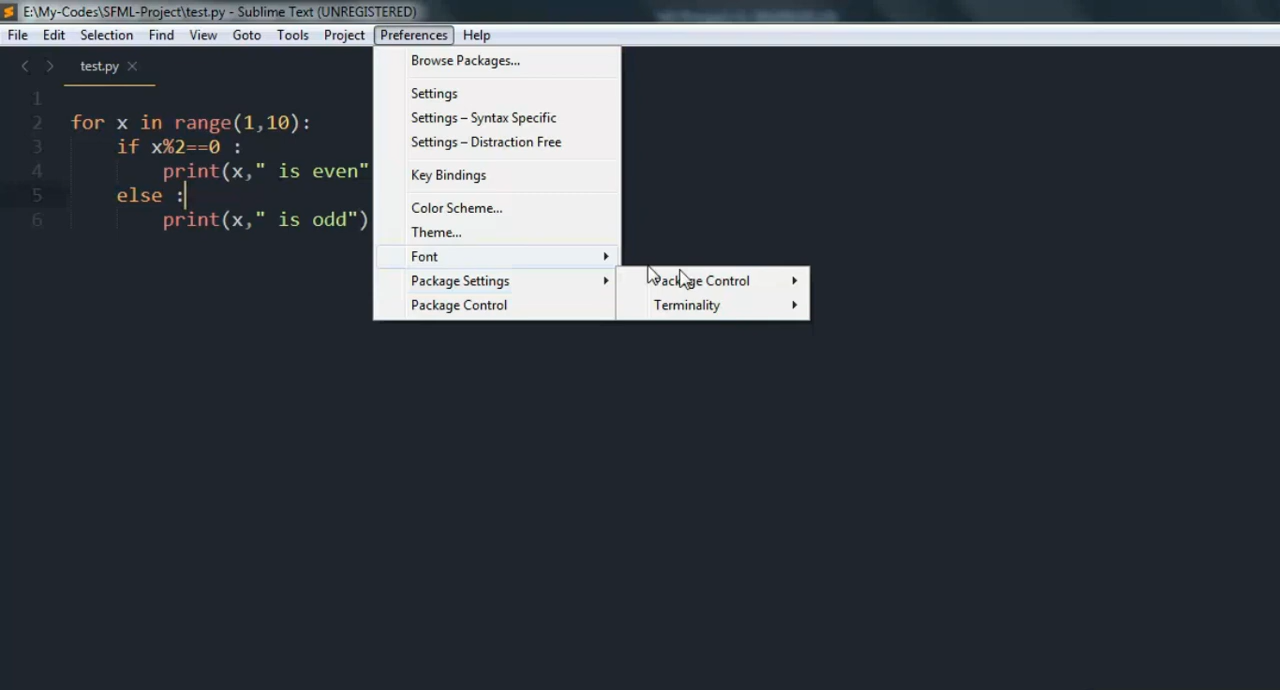 E:\My-Codes\SFML-Project\test.py - Sublime Text (UNREGISTERED)
File Edit Selection Find View Goto Tools Project Preferences Help
test.py
1
2 for x in range(1,10):
3 if x%2==0 :
4 print(x," is even"
5 else :
6 print(x," is odd")
Browse Packages...
Settings
Settings – Syntax Specific
Settings – Distraction Free
Key Bindings
Color Scheme...
Theme...
Font
Package Settings
Package Control
Package Control
Terminality